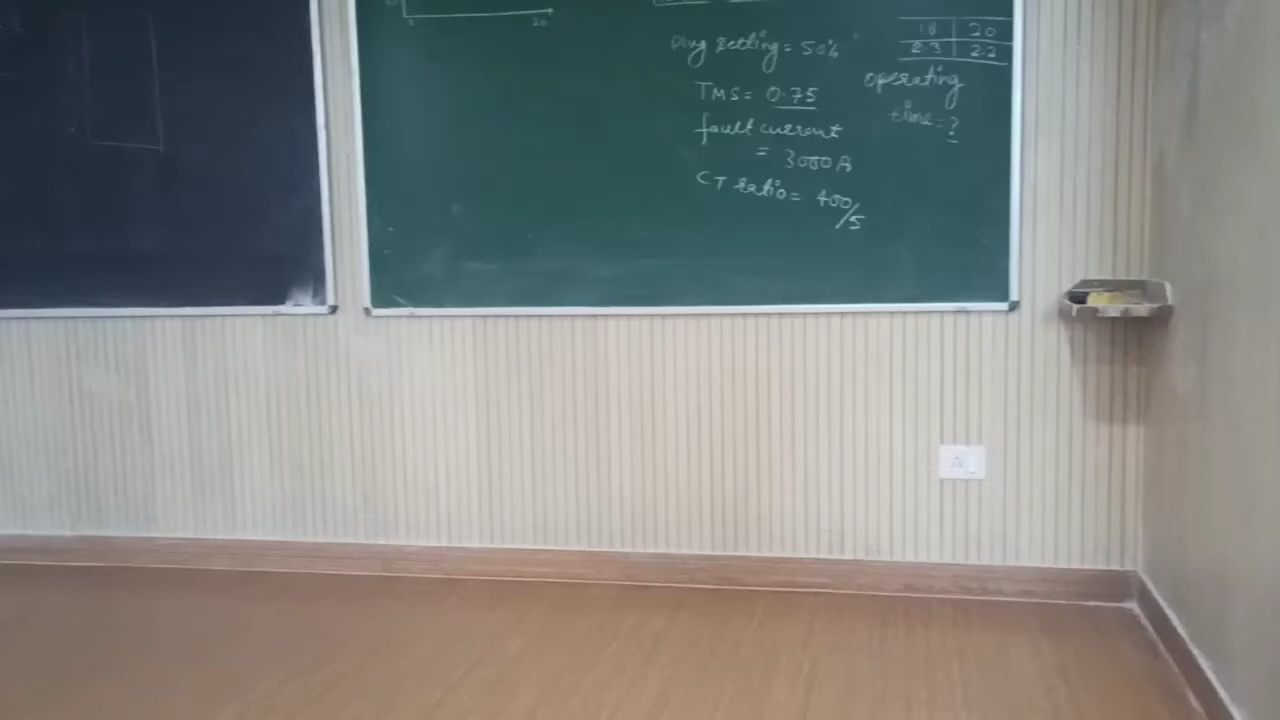 20
18 20
2.3 2.2
Plug setting = 50%
operating
time = ?
TMS = 0.75
fault current
= 3000 A
CT ratio = 400/5